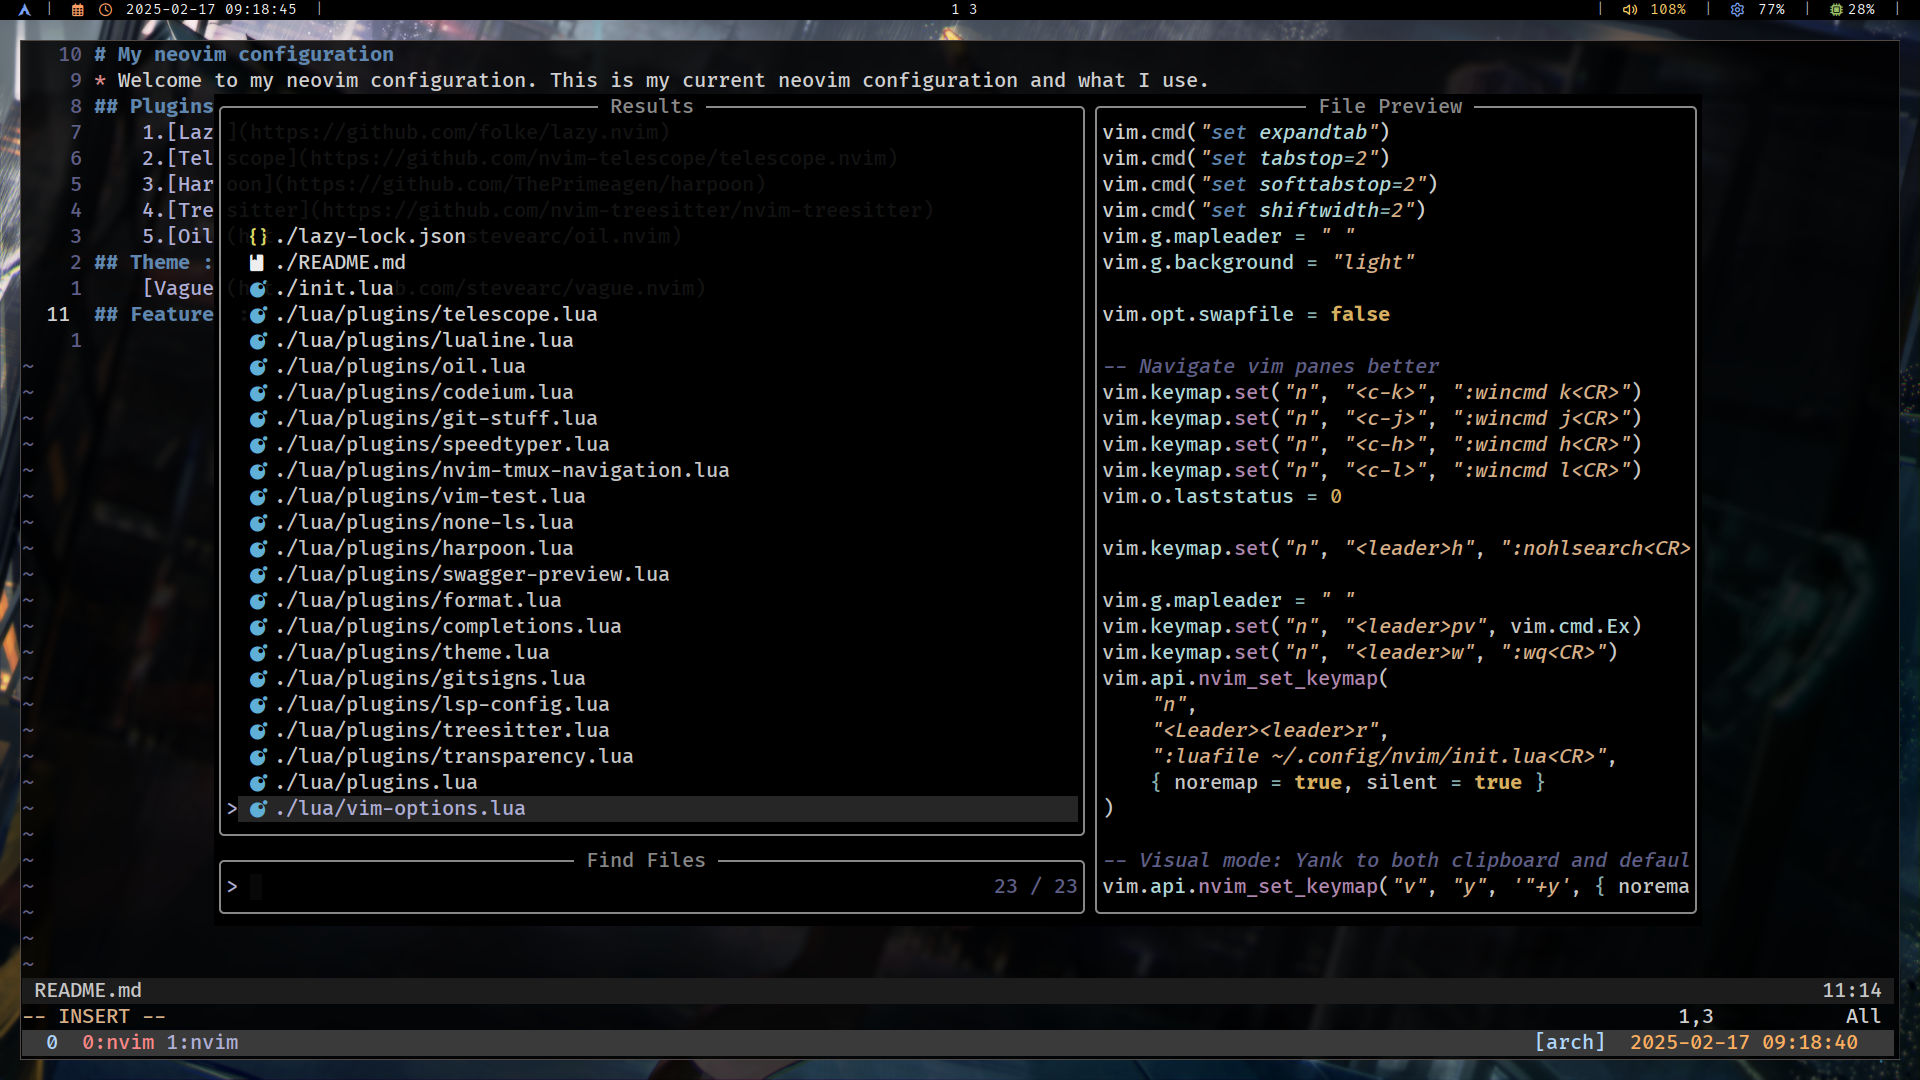 2025-02-17 09:18:45
1 3
108%
77%
28%
10 # My neovim configuration
9 * Welcome to my neovim configuration. This is my current neovim configuration and what I use.
8 ## Plugins
7 1.[Laz](https://github.com/folke/lazy.nvim)
6 2.[Telscope](https://github.com/nvim-telescope/telescope.nvim)
5 3.[Haroon](https://github.com/ThePrimeagen/harpoon)
4 4.[Tresitter](https://github.com/nvim-treesitter/nvim-treesitter)
3 5.[Oil stevearc/oil.nvim)
2 ## Theme :
1 [Vague b.com/stevearc/vague.nvim)
11 ## Feature :
1
Results
{} ./lazy-lock.json
./README.md
./init.lua
./lua/plugins/telescope.lua
./lua/plugins/lualine.lua
./lua/plugins/oil.lua
./lua/plugins/codeium.lua
./lua/plugins/git-stuff.lua
./lua/plugins/speedtyper.lua
./lua/plugins/nvim-tmux-navigation.lua
./lua/plugins/vim-test.lua
./lua/plugins/none-ls.lua
./lua/plugins/harpoon.lua
./lua/plugins/swagger-preview.lua
./lua/plugins/format.lua
./lua/plugins/completions.lua
./lua/plugins/theme.lua
./lua/plugins/gitsigns.lua
./lua/plugins/lsp-config.lua
./lua/plugins/treesitter.lua
./lua/plugins/transparency.lua
./lua/plugins.lua
> ./lua/vim-options.lua
Find Files
> 23 / 23
File Preview
vim.cmd("set expandtab")
vim.cmd("set tabstop=2")
vim.cmd("set softtabstop=2")
vim.cmd("set shiftwidth=2")
vim.g.mapleader = " "
vim.g.background = "light"
vim.opt.swapfile = false
-- Navigate vim panes better
vim.keymap.set("n", "<c-k>", ":wincmd k<CR>")
vim.keymap.set("n", "<c-j>", ":wincmd j<CR>")
vim.keymap.set("n", "<c-h>", ":wincmd h<CR>")
vim.keymap.set("n", "<c-l>", ":wincmd l<CR>")
vim.o.laststatus = 0
vim.keymap.set("n", "<leader>h", ":nohlsearch<CR>
vim.g.mapleader = " "
vim.keymap.set("n", "<leader>pv", vim.cmd.Ex)
vim.keymap.set("n", "<leader>w", ":wq<CR>")
vim.api.nvim_set_keymap(
"n",
"<Leader><leader>r",
":luafile ~/.config/nvim/init.lua<CR>",
{ noremap = true, silent = true }
)
-- Visual mode: Yank to both clipboard and defaul
vim.api.nvim_set_keymap("v", "y", '"+y', { norema
README.md 11:14
-- INSERT -- 1,3 All
0 0:nvim 1:nvim [arch] 2025-02-17 09:18:40